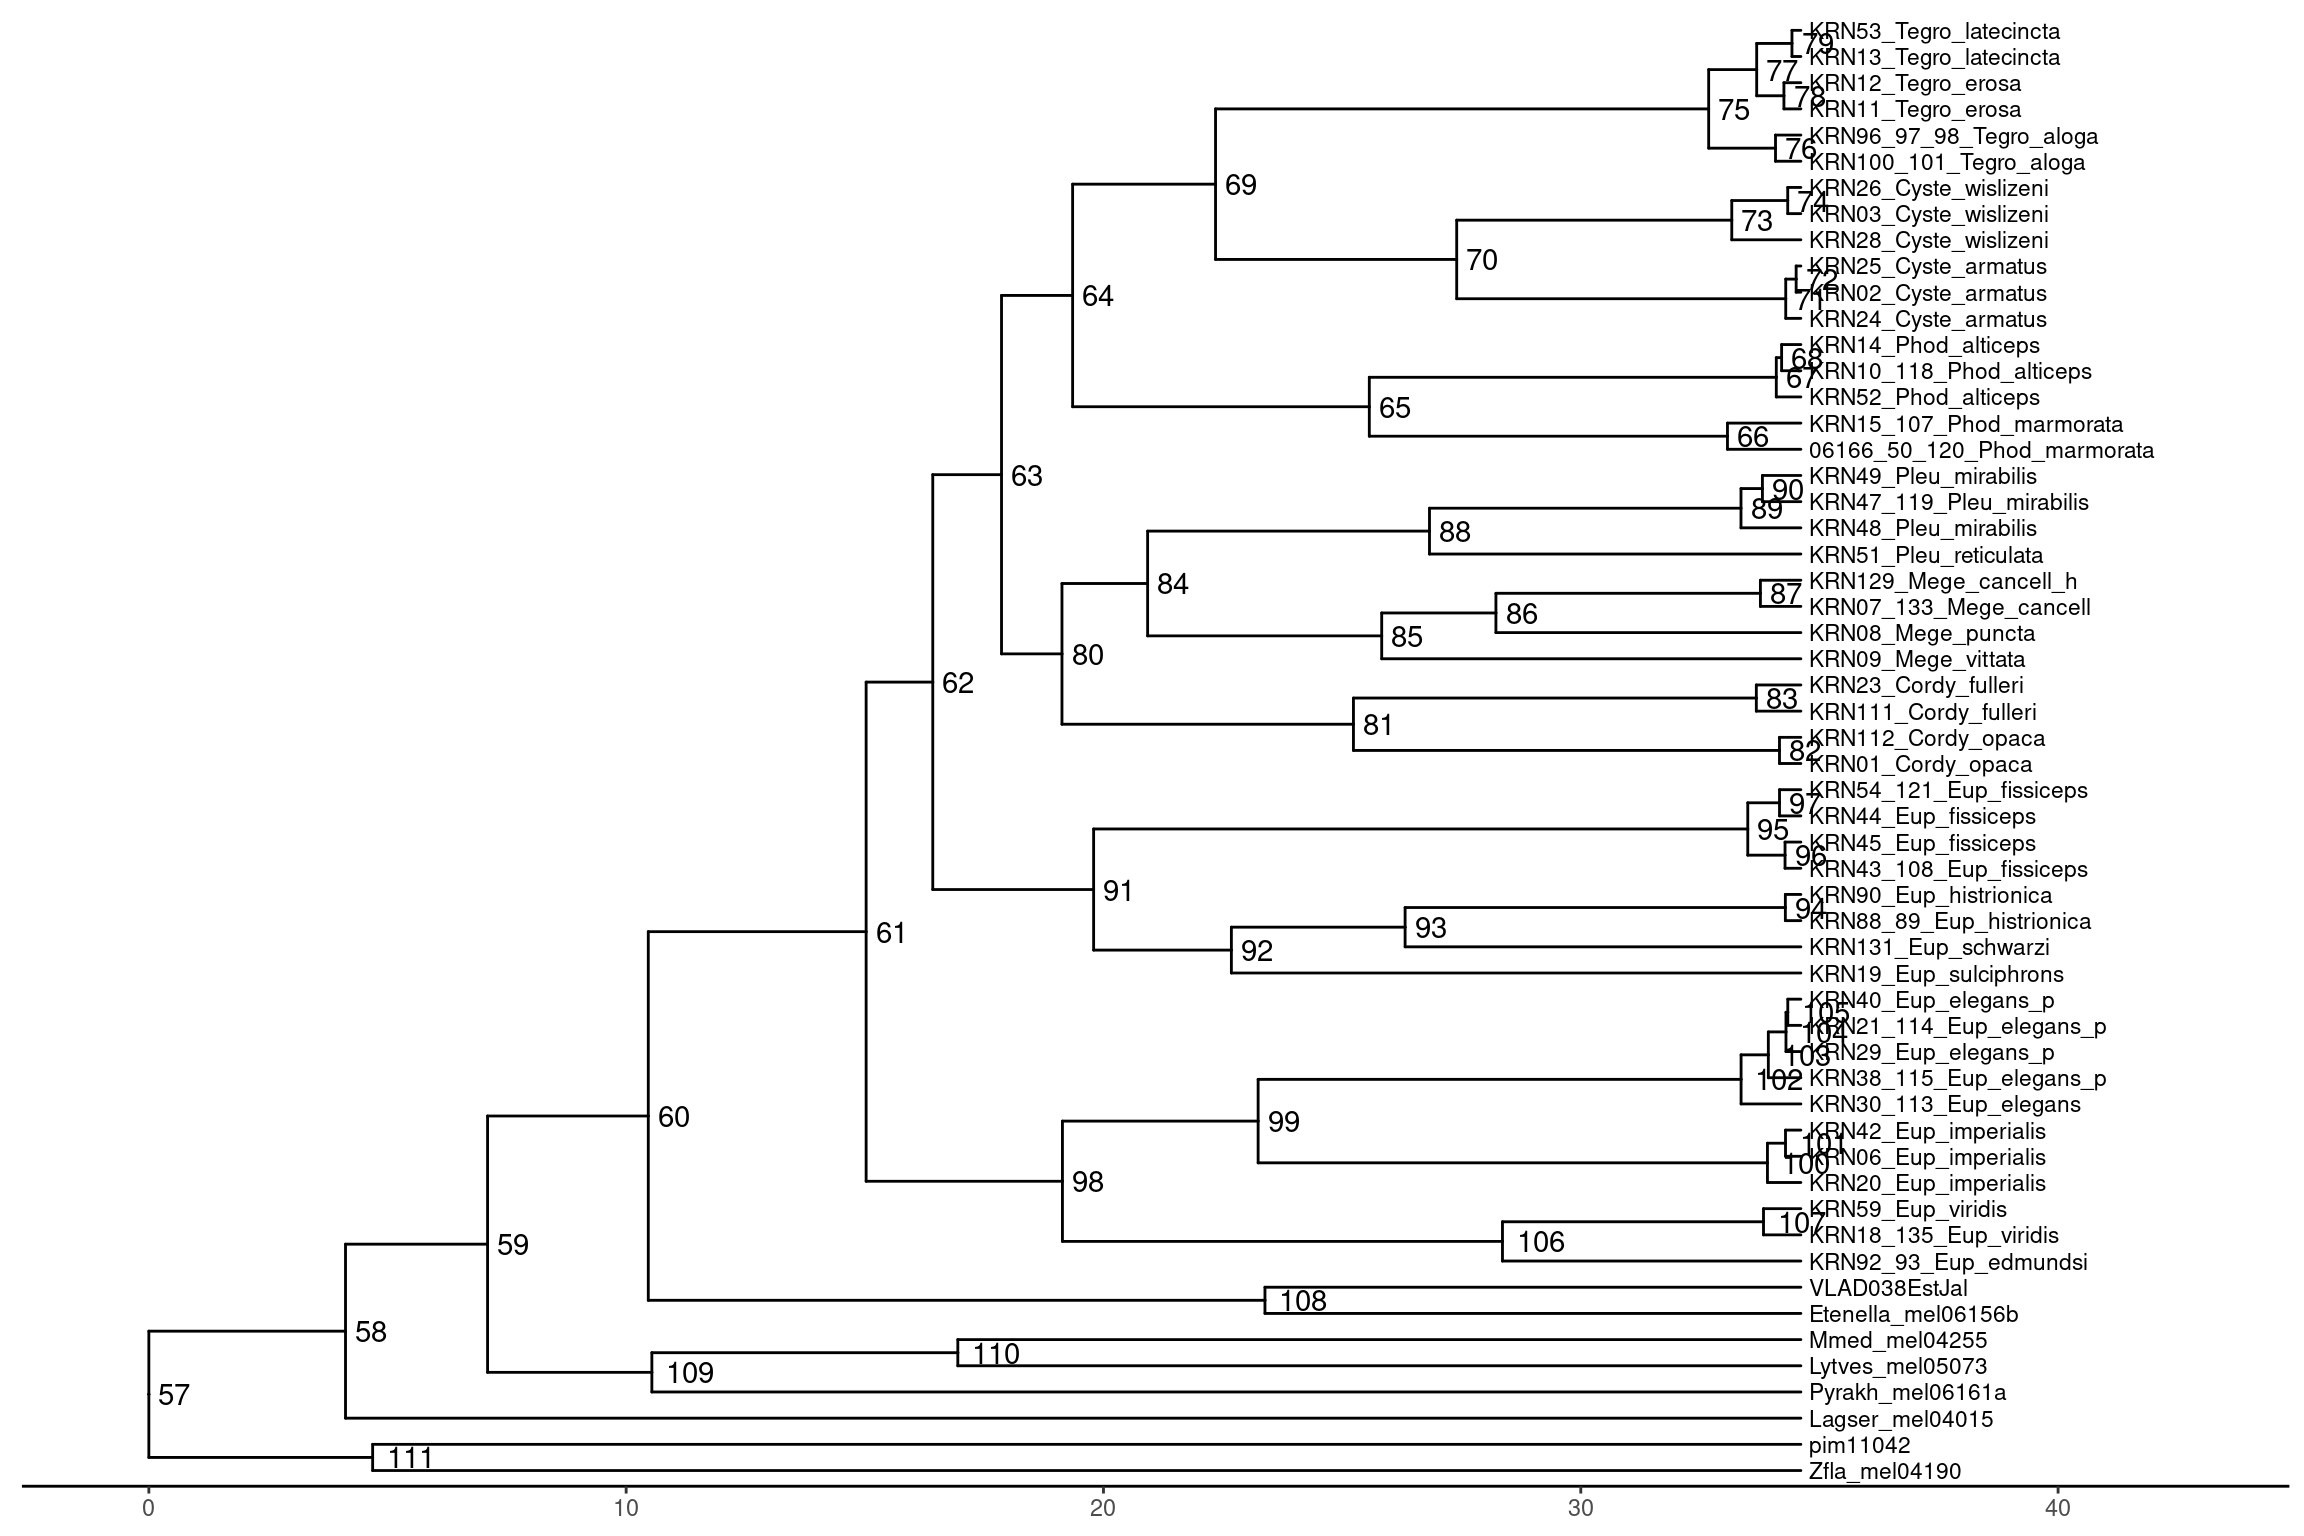 KRN53_Tegro_latecincta
79
KRN13_Tegro_latecincta
77
KRN12_Tegro_erosa
78
KRN11_Tegro_erosa
75
KRN96_97_98_Tegro_aloga
76
KRN100_101_Tegro_aloga
69
KRN26_Cyste_wislizeni
74
KRN03_Cyste_wislizeni
73
KRN28_Cyste_wislizeni
70
KRN25_Cyste_armatus
72
KRN02_Cyste_armatus
71
KRN24_Cyste_armatus
64
KRN14_Phod_alticeps
68
KRN10_118_Phod_alticeps
67
KRN52_Phod_alticeps
65
KRN15_107_Phod_marmorata
66
06166_50_120_Phod_marmorata
63
KRN49_Pleu_mirabilis
90
KRN47_119_Pleu_mirabilis
89
KRN48_Pleu_mirabilis
88
KRN51_Pleu_reticulata
84
KRN129_Mege_cancell_h
87
KRN07_133_Mege_cancell
86
KRN08_Mege_puncta
85
KRN09_Mege_vittata
80
62
KRN23_Cordy_fulleri
83
KRN111_Cordy_fulleri
81
KRN112_Cordy_opaca
82
KRN01_Cordy_opaca
KRN54_121_Eup_fissiceps
97
KRN44_Eup_fissiceps
95
KRN45_Eup_fissiceps
96
KRN43_108_Eup_fissiceps
91
KRN90_Eup_histrionica
94
KRN88_89_Eup_histrionica
93
61
KRN131_Eup_schwarzi
92
KRN19_Eup_sulciphrons
KRN40_Eup_elegans_p
105
KRN21_114_Eup_elegans_p
104
KRN29_Eup_elegans_p
103
KRN38_115_Eup_elegans_p
102
KRN30_113_Eup_elegans
60
99
KRN42_Eup_imperialis
101
KRN06_Eup_imperialis
100
KRN20_Eup_imperialis
98
KRN59_Eup_viridis
107
KRN18_135_Eup_viridis
106
59
KRN92_93_Eup_edmundsi
VLAD038EstJal
108
Etenella_mel06156b
58
Mmed_mel04255
110
Lytves_mel05073
109
Pyrakh_mel06161a
57
Lagser_mel04015
pim11042
111
Zfla_mel04190
0 10 20 30 40